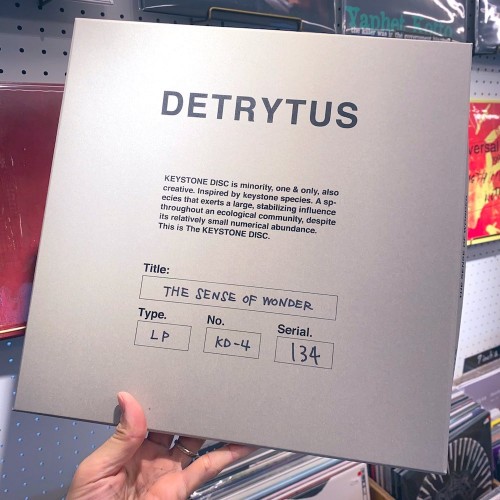 Yaphet Kotto
DETRYTUS
KEYSTONE DISC is minority, one & only, also
creative. Inspired by keystone species. A sp-
ecies that exerts a large, stabilizing influence
throughout an ecological community, despite
its relatively small numerical abundance.
This is The KEYSTONE DISC.
Title:
THE SENSE OF WONDER
Type.
No.
Serial.
LP
KD-4
134